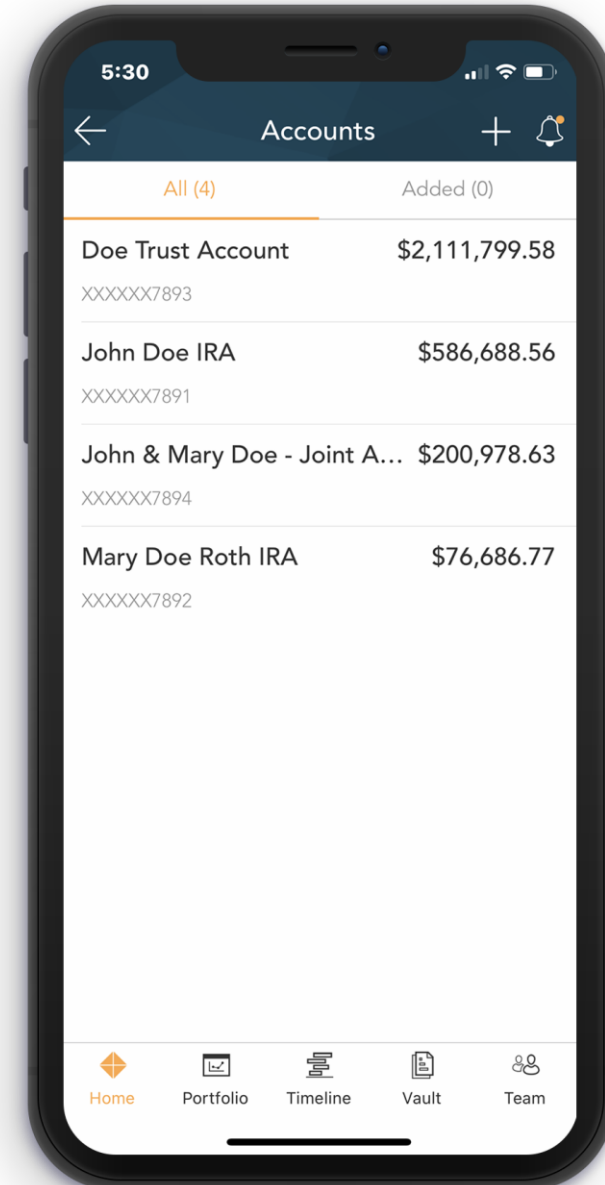 5:30
Accounts
All (4)
Added (0)
Doe Trust Account $2,111,799.58
XXXXXX7893
John Doe IRA $586,688.56
XXXXXX7891
John & Mary Doe - Joint A... $200,978.63
XXXXXX7894
Mary Doe Roth IRA $76,686.77
XXXXXX7892
Home Portfolio Timeline Vault Team